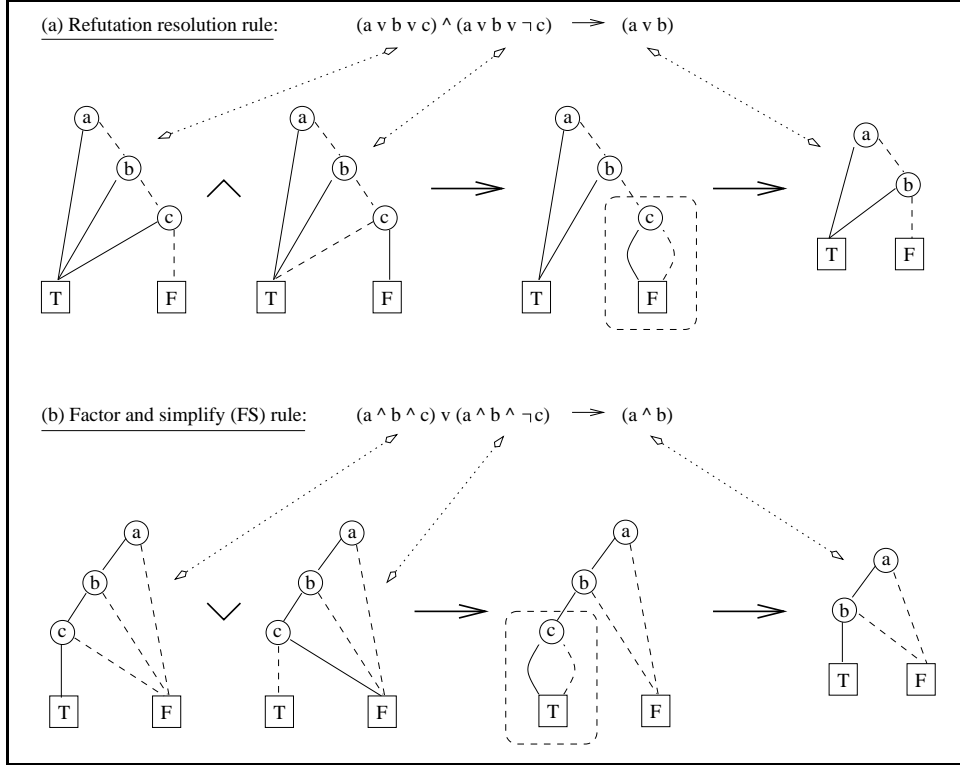 (a) Refutation resolution rule: (a v b v c) ^ (a v b v ¬ c) → (a v b)
a a a a
b b b b
c c c
T F T F T F T F
(b) Factor and simplify (FS) rule: (a ^ b ^ c) v (a ^ b ^ ¬ c) → (a ^ b)
a a a a
b b b b
c c c
T F T F T F T F